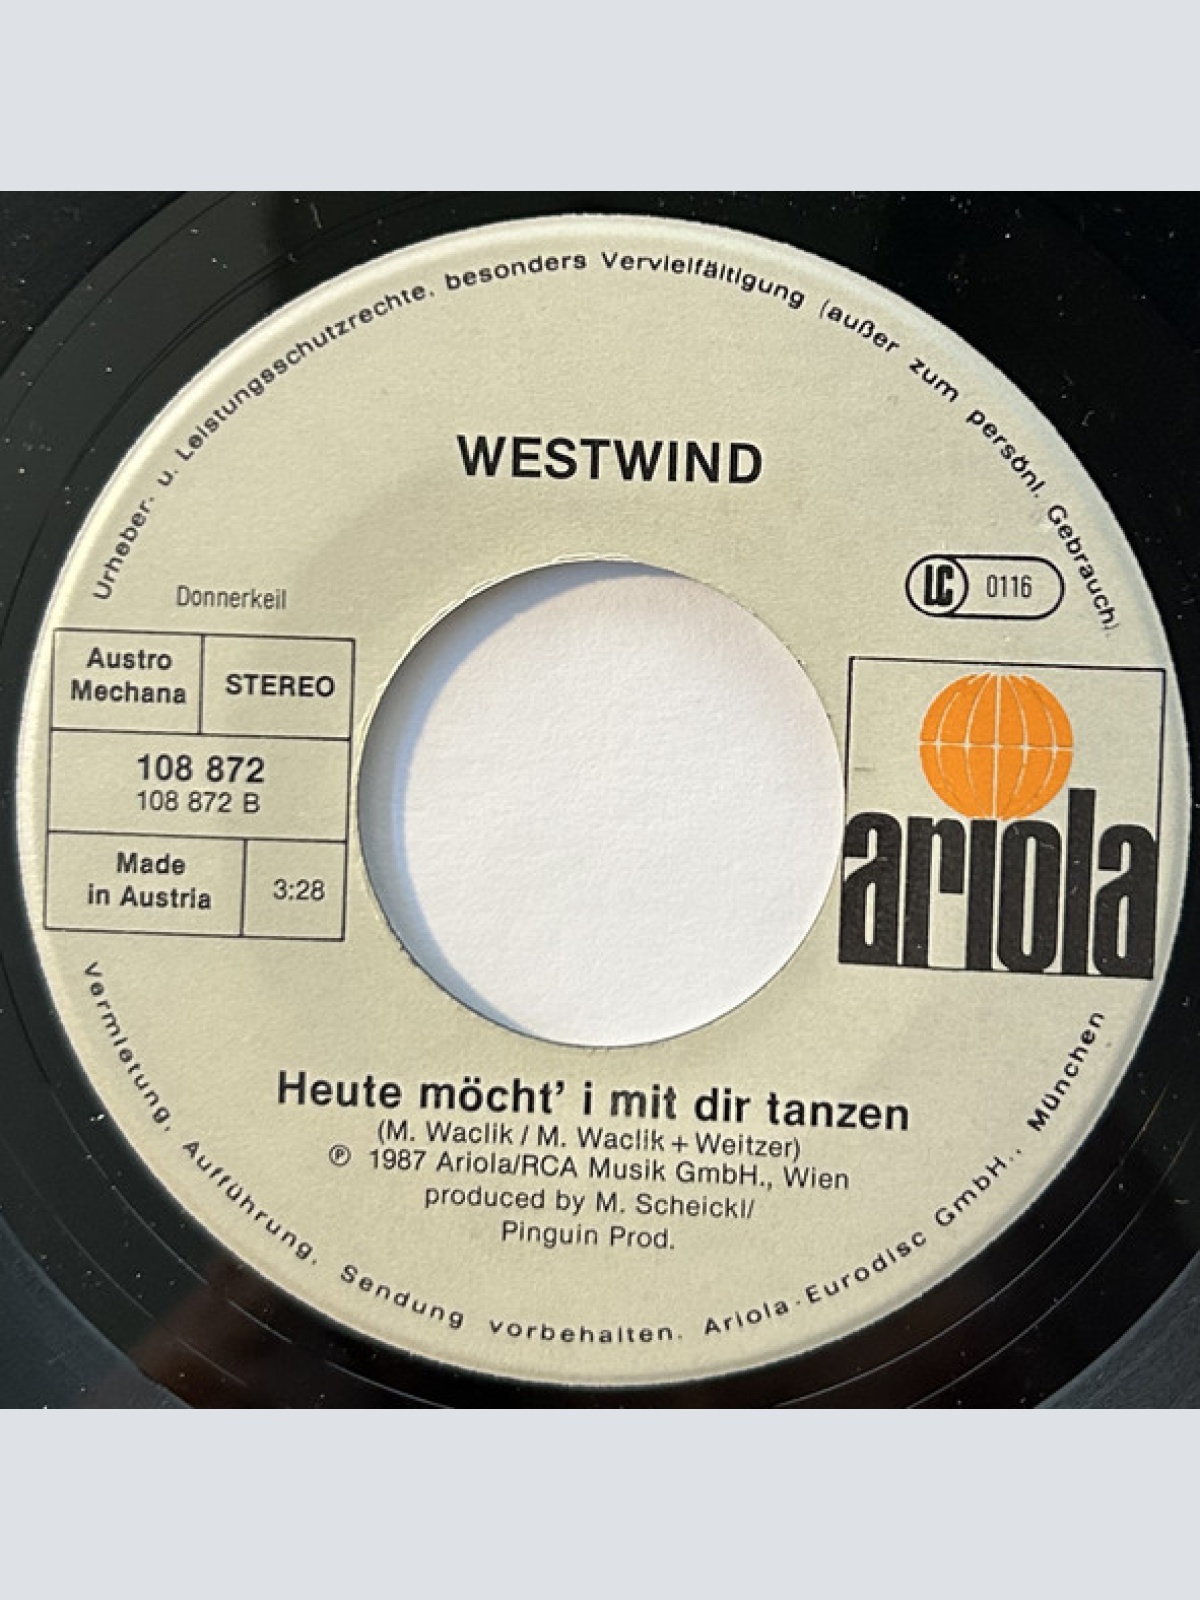 Urheber- u. Leistungsschutzrechte, besonders Vervielfältigung (außer zum persönl. Gebrauch),
WESTWIND
LC 0116
Donnerkeil
Austro
Mechana
STEREO
108 872
108 872 B
Made
in Austria
3:28
ariola
Heute möcht' i mit dir tanzen
(M. Waclik / M. Waclik + Weitzer)
℗ 1987 Ariola/RCA Musik GmbH., Wien
produced by M. Scheickl/
Pinguin Prod.
Vermietung, Aufführung, Sendung vorbehalten. Ariola-Eurodisc GmbH., München